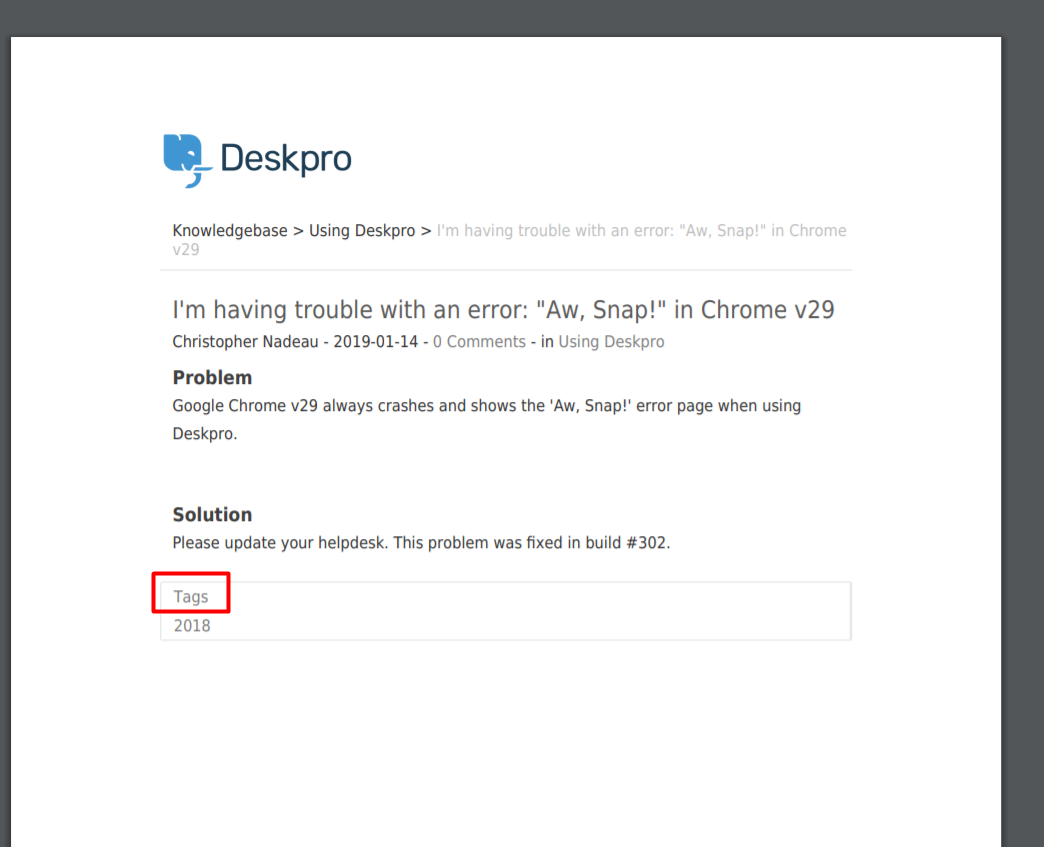 Deskpro
Knowledgebase > Using Deskpro > I'm having trouble with an error: "Aw, Snap!" in Chrome
v29
I'm having trouble with an error: "Aw, Snap!" in Chrome v29
Christopher Nadeau - 2019-01-14 - 0 Comments - in Using Deskpro
Problem
Google Chrome v29 always crashes and shows the 'Aw, Snap!' error page when using
Deskpro.
Solution
Please update your helpdesk. This problem was fixed in build #302.
Tags
2018